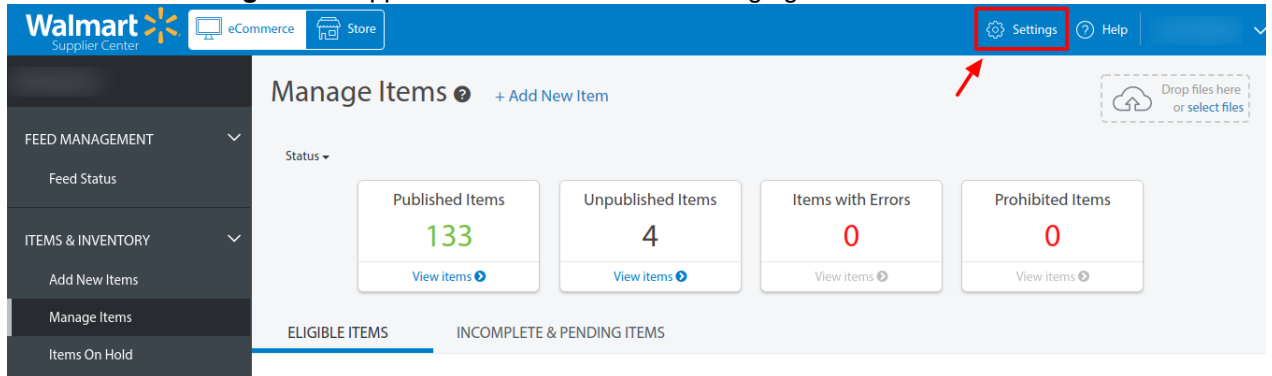 Walmart
Supplier Center
eCommerce
Store
Settings
Help
Manage Items
+ Add New Item
Drop files here
or select files
FEED MANAGEMENT
Feed Status
Status
Published Items
Unpublished Items
Items with Errors
Prohibited Items
133
4
0
0
View items
View items
View items
View items
ITEMS & INVENTORY
Add New Items
Manage Items
Items On Hold
ELIGIBLE ITEMS
INCOMPLETE & PENDING ITEMS